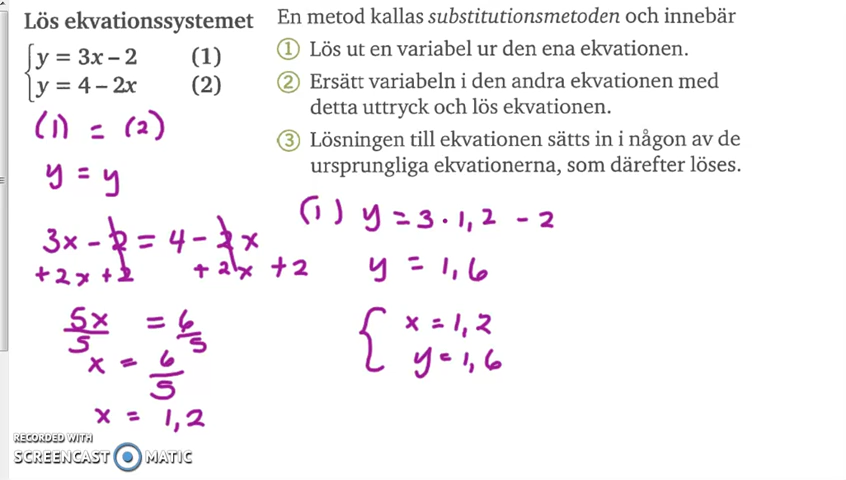 Lös ekvationssystemet
y = 3x – 2 (1)
y = 4 – 2x (2)
(1) = (2)
y = y
3x - 2 = 4 - 2x
+2x +2 +2x +2
5x/5 = 6/5
x = 6/5
x = 1,2
En metod kallas substitutionsmetoden och innebär
1 Lös ut en variabel ur den ena ekvationen.
2 Ersätt variabeln i den andra ekvationen med
detta uttryck och lös ekvationen.
3 Lösningen till ekvationen sätts in i någon av de
ursprungliga ekvationerna, som därefter löses.
(1) y = 3 · 1,2 - 2
y = 1,6
x = 1,2
y = 1,6
RECORDED WITH
SCREENCAST MATIC